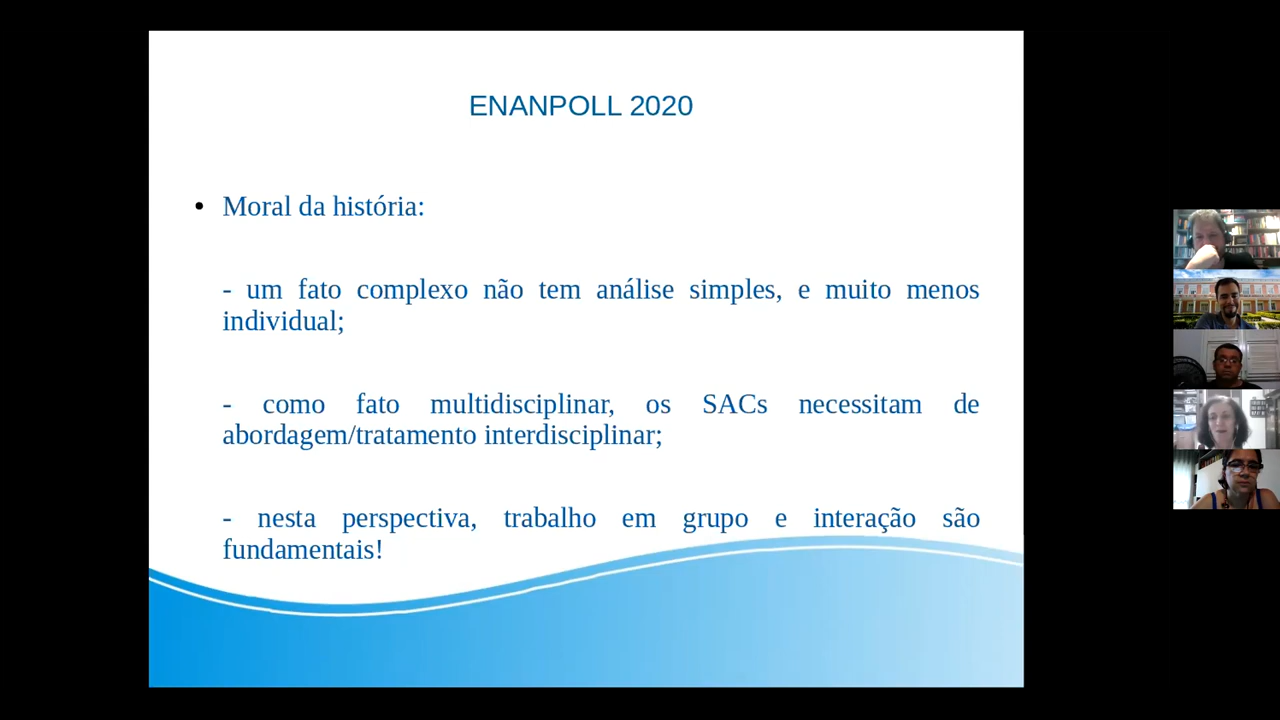 ENANPOLL 2020
• Moral da história:
- um fato complexo não tem análise simples, e muito menos
individual;
- como fato multidisciplinar, os SACs necessitam de
abordagem/tratamento interdisciplinar;
- nesta perspectiva, trabalho em grupo e interação são
fundamentais!